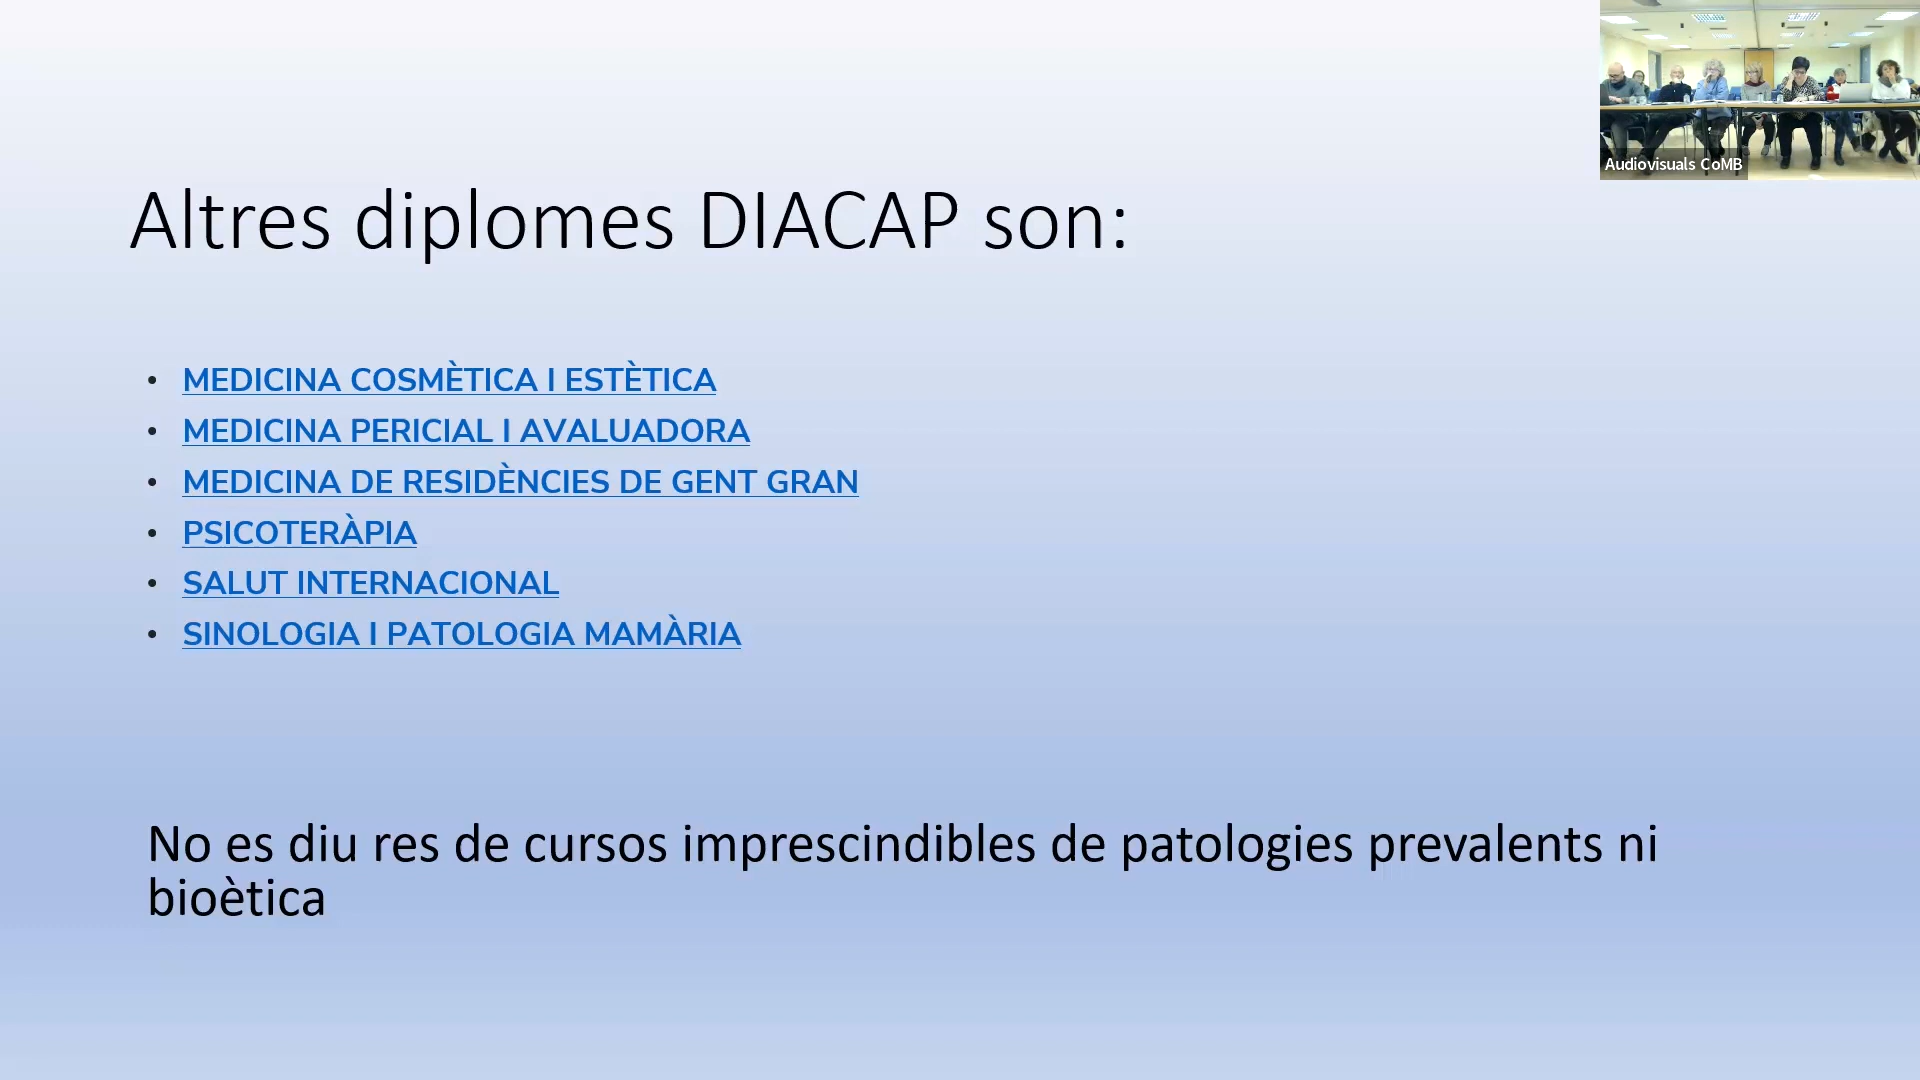 Audiovisuals CoMB
Altres diplomes DIACAP son:
• MEDICINA COSMÈTICA I ESTÈTICA
• MEDICINA PERICIAL I AVALUADORA
• MEDICINA DE RESIDÈNCIES DE GENT GRAN
• PSICOTERÀPIA
• SALUT INTERNACIONAL
• SINOLOGIA I PATOLOGIA MAMÀRIA
No es diu res de cursos imprescindibles de patologies prevalents ni
bioètica